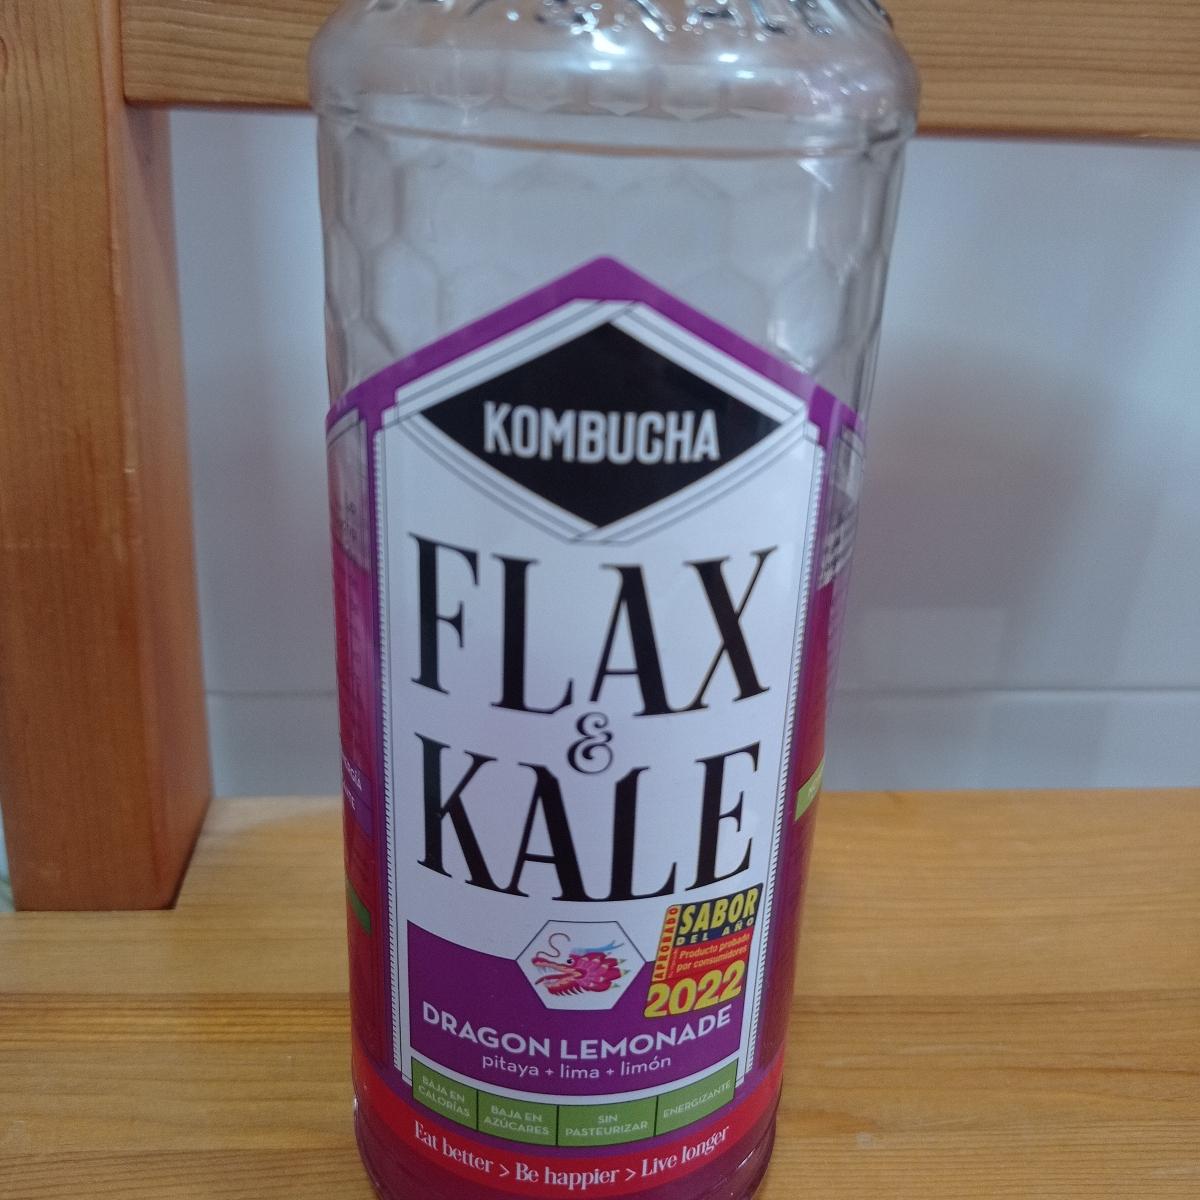 KOMBUCHA
FLAX
&
KALE
APROBADO
SABOR
DEL AÑO
Producto probado
por consumidores
2022
DRAGON LEMONADE
pitaya + lima + limón
BAJA EN
CALORÍAS
BAJA EN
AZÚCARES
SIN
PASTEURIZAR
ENERGIZANTE
Eat better > Be happier > Live longer